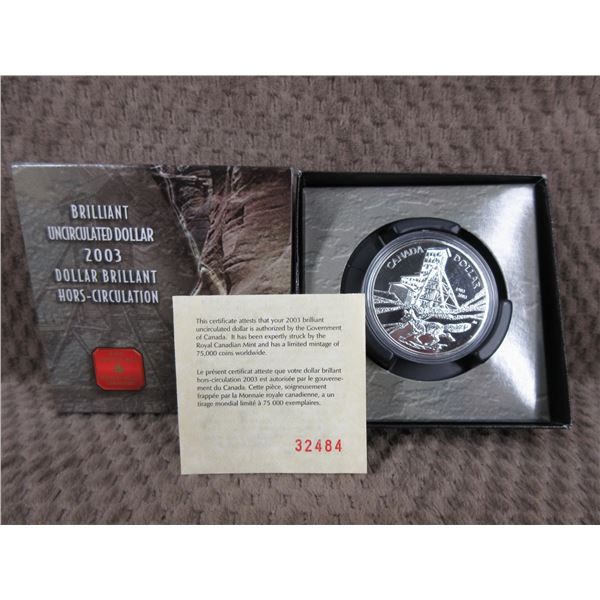 BRILLIANT
UNCIRCULATED DOLLAR
2003
DOLLAR BRILLANT
HORS-CIRCULATION
This certificate attests that your 2003 brilliant
uncirculated dollar is authorized by the Government
of Canada. It has been expertly struck by the
Royal Canadian Mint and has a limited mintage of
75,000 coins worldwide.
Le présent certificat atteste que votre dollar brillant
hors-circulation 2003 est autorisée par le gouverne-
ment du Canada. Cette pièce, soigneusement
frappée par la Monnaie royale canadienne, a un
tirage mondial limité à 75 000 exemplaires.
32484
CANADA DOLLAR
1903
2003